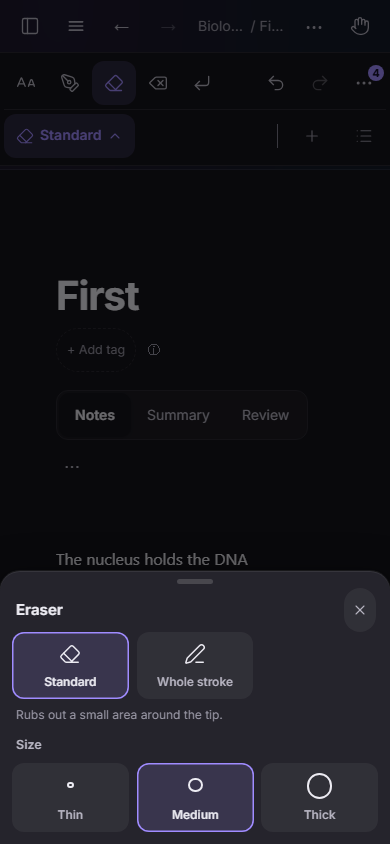 Biolo... / Fi...
AA
4
Standard
First
+ Add tag
Notes Summary Review
The nucleus holds the DNA
Eraser
Standard Whole stroke
Rubs out a small area around the tip.
Size
Thin Medium Thick